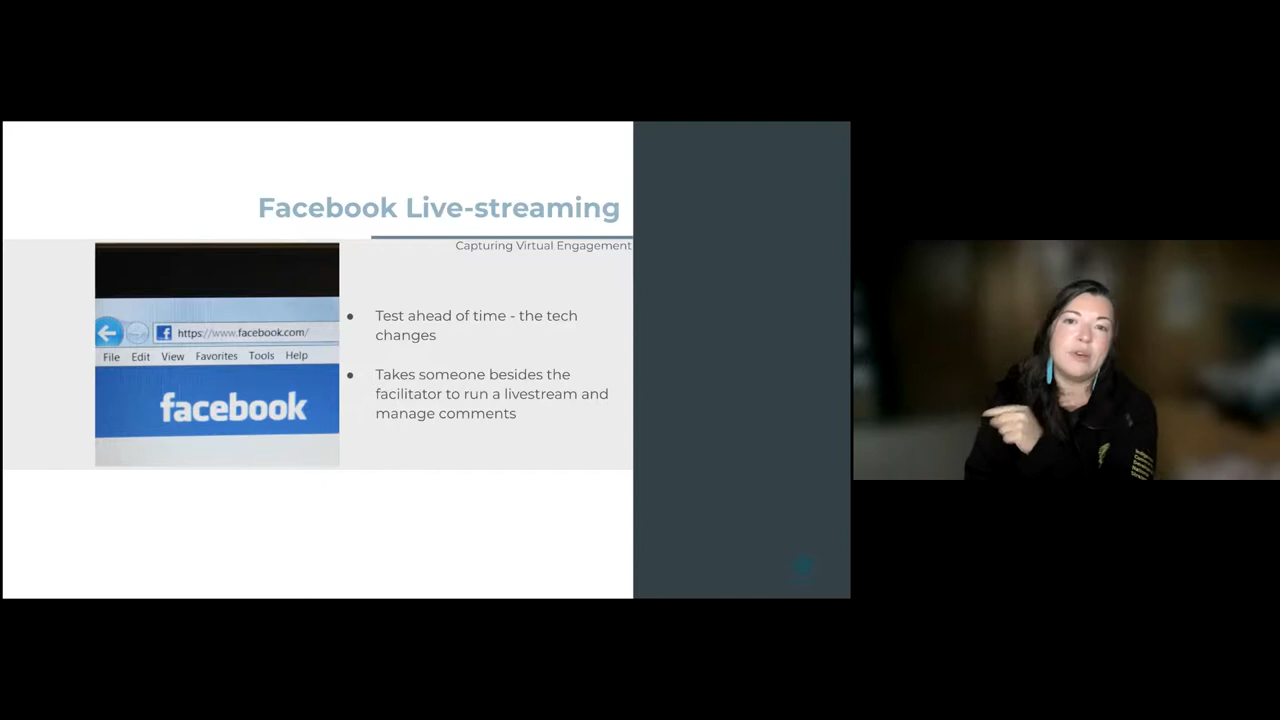 Facebook Live-streaming
Capturing Virtual Engagement
https://www.facebook.com/
File Edit View Favorites Tools Help
facebook
● Test ahead of time - the tech
changes
● Takes someone besides the
facilitator to run a livestream and
manage comments